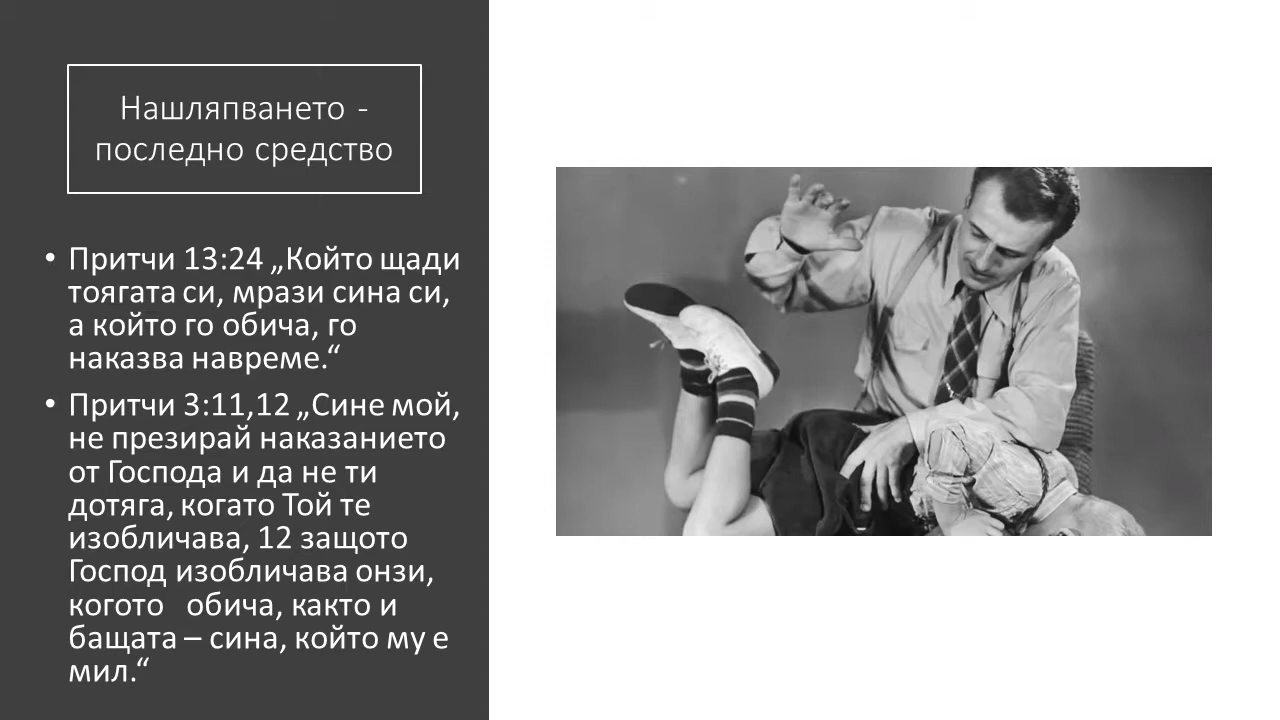 Нашляпването -
последно средство
• Притчи 13:24 „Който щади
тоягата си, мрази сина си,
а който го обича, го
наказва навреме.“
• Притчи 3:11,12 „Сине мой,
не презирай наказанието
от Господа и да не ти
дотяга, когато Той те
изобличава, 12 защото
Господ изобличава онзи,
когото   обича, както и
бащата – сина, който му е
мил.“